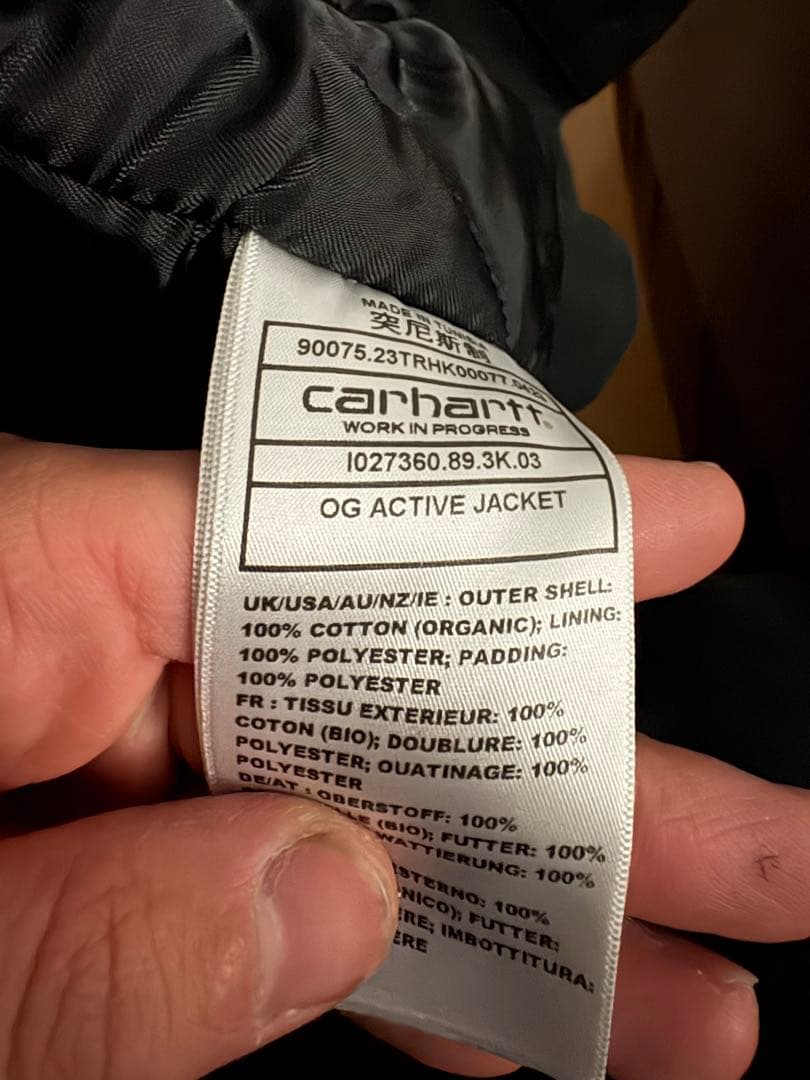 MADE IN TUNISIA
突尼斯制
90075.23TRHK00077.0423
carhartt
WORK IN PROGRESS
I027360.89.3K.03
OG ACTIVE JACKET
UK/USA/AU/NZ/IE : OUTER SHELL:
100% COTTON (ORGANIC); LINING:
100% POLYESTER; PADDING:
100% POLYESTER
FR : TISSU EXTERIEUR: 100%
COTON (BIO); DOUBLURE: 100%
POLYESTER; OUATINAGE: 100%
POLYESTER
DE/AT : OBERSTOFF: 100%
(BIO); FUTTER: 100%
WATTIERUNG: 100%
100%
FUTTER:
IMBOTTITURA: